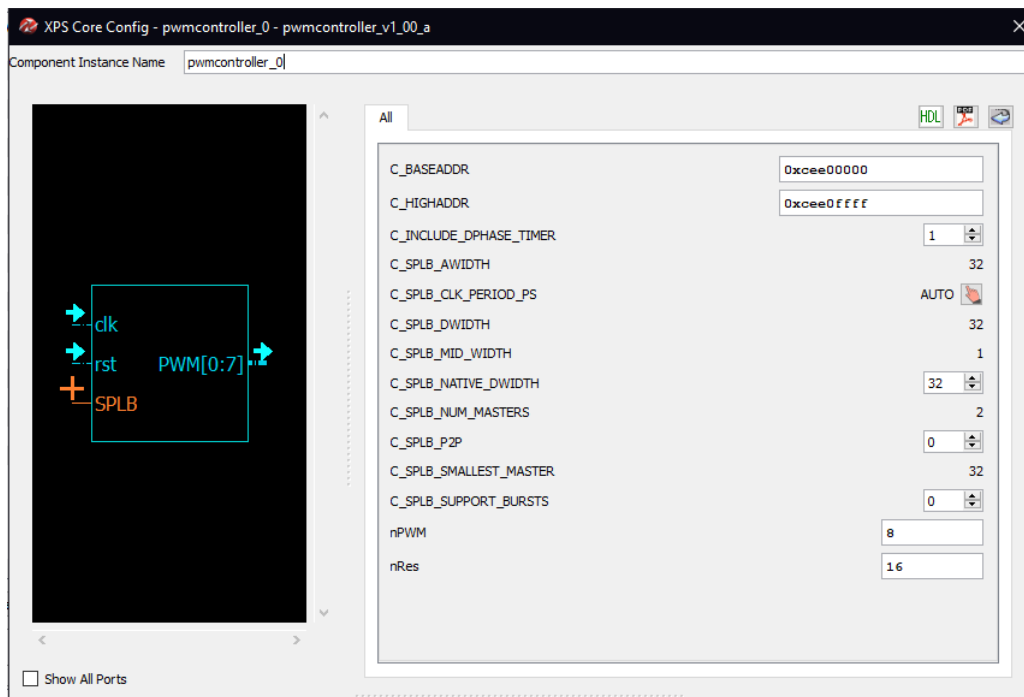 XPS Core Config - pwmcontroller_0 - pwmcontroller_v1_00_a
Component Instance Name pwmcontroller_0
clk
rst PWM[0:7]
SPLB
Show All Ports
All HDL PDF
C_BASEADDR 0xcee00000
C_HIGHADDR 0xcee0ffff
C_INCLUDE_DPHASE_TIMER 1
C_SPLB_AWIDTH 32
C_SPLB_CLK_PERIOD_PS AUTO
C_SPLB_DWIDTH 32
C_SPLB_MID_WIDTH 1
C_SPLB_NATIVE_DWIDTH 32
C_SPLB_NUM_MASTERS 2
C_SPLB_P2P 0
C_SPLB_SMALLEST_MASTER 32
C_SPLB_SUPPORT_BURSTS 0
nPWM 8
nRes 16